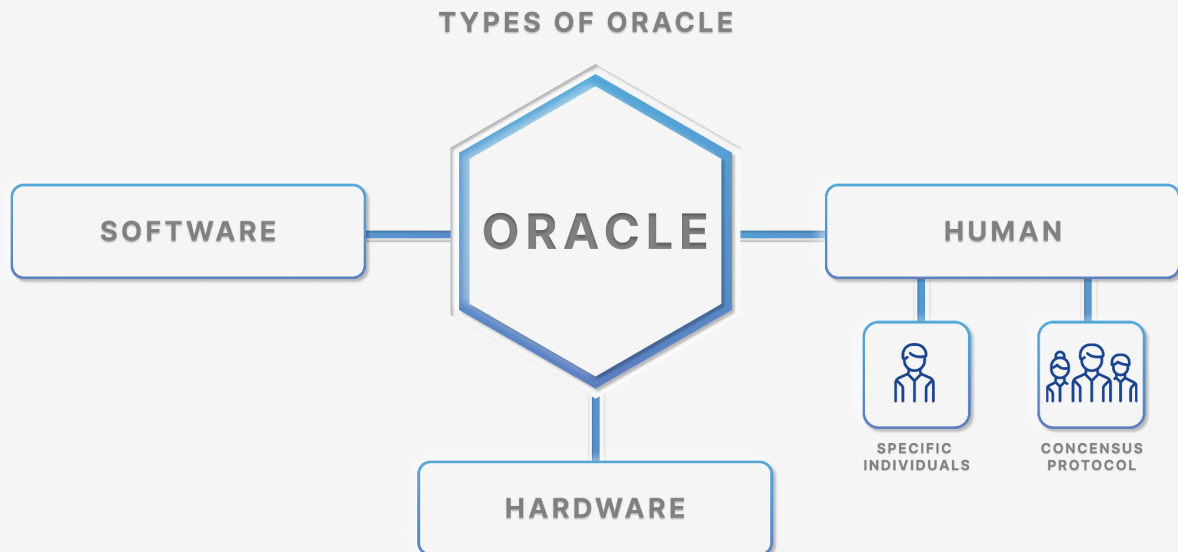 TYPES OF ORACLE
SOFTWARE
ORACLE
HUMAN
SPECIFIC
INDIVIDUALS
CONCENSUS
PROTOCOL
HARDWARE